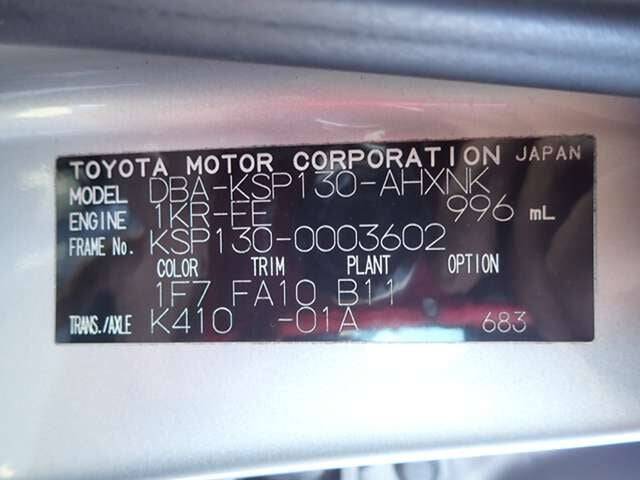 TOYOTA MOTOR CORPORATION JAPAN
MODEL DBA-KSP130-AHXNK
ENGINE 1KR-FE 996 mL
FRAME No. KSP130-0003602
COLOR TRIM PLANT OPTION
1F7 FA10 B11
TRANS./AXLE K410 -01A 683